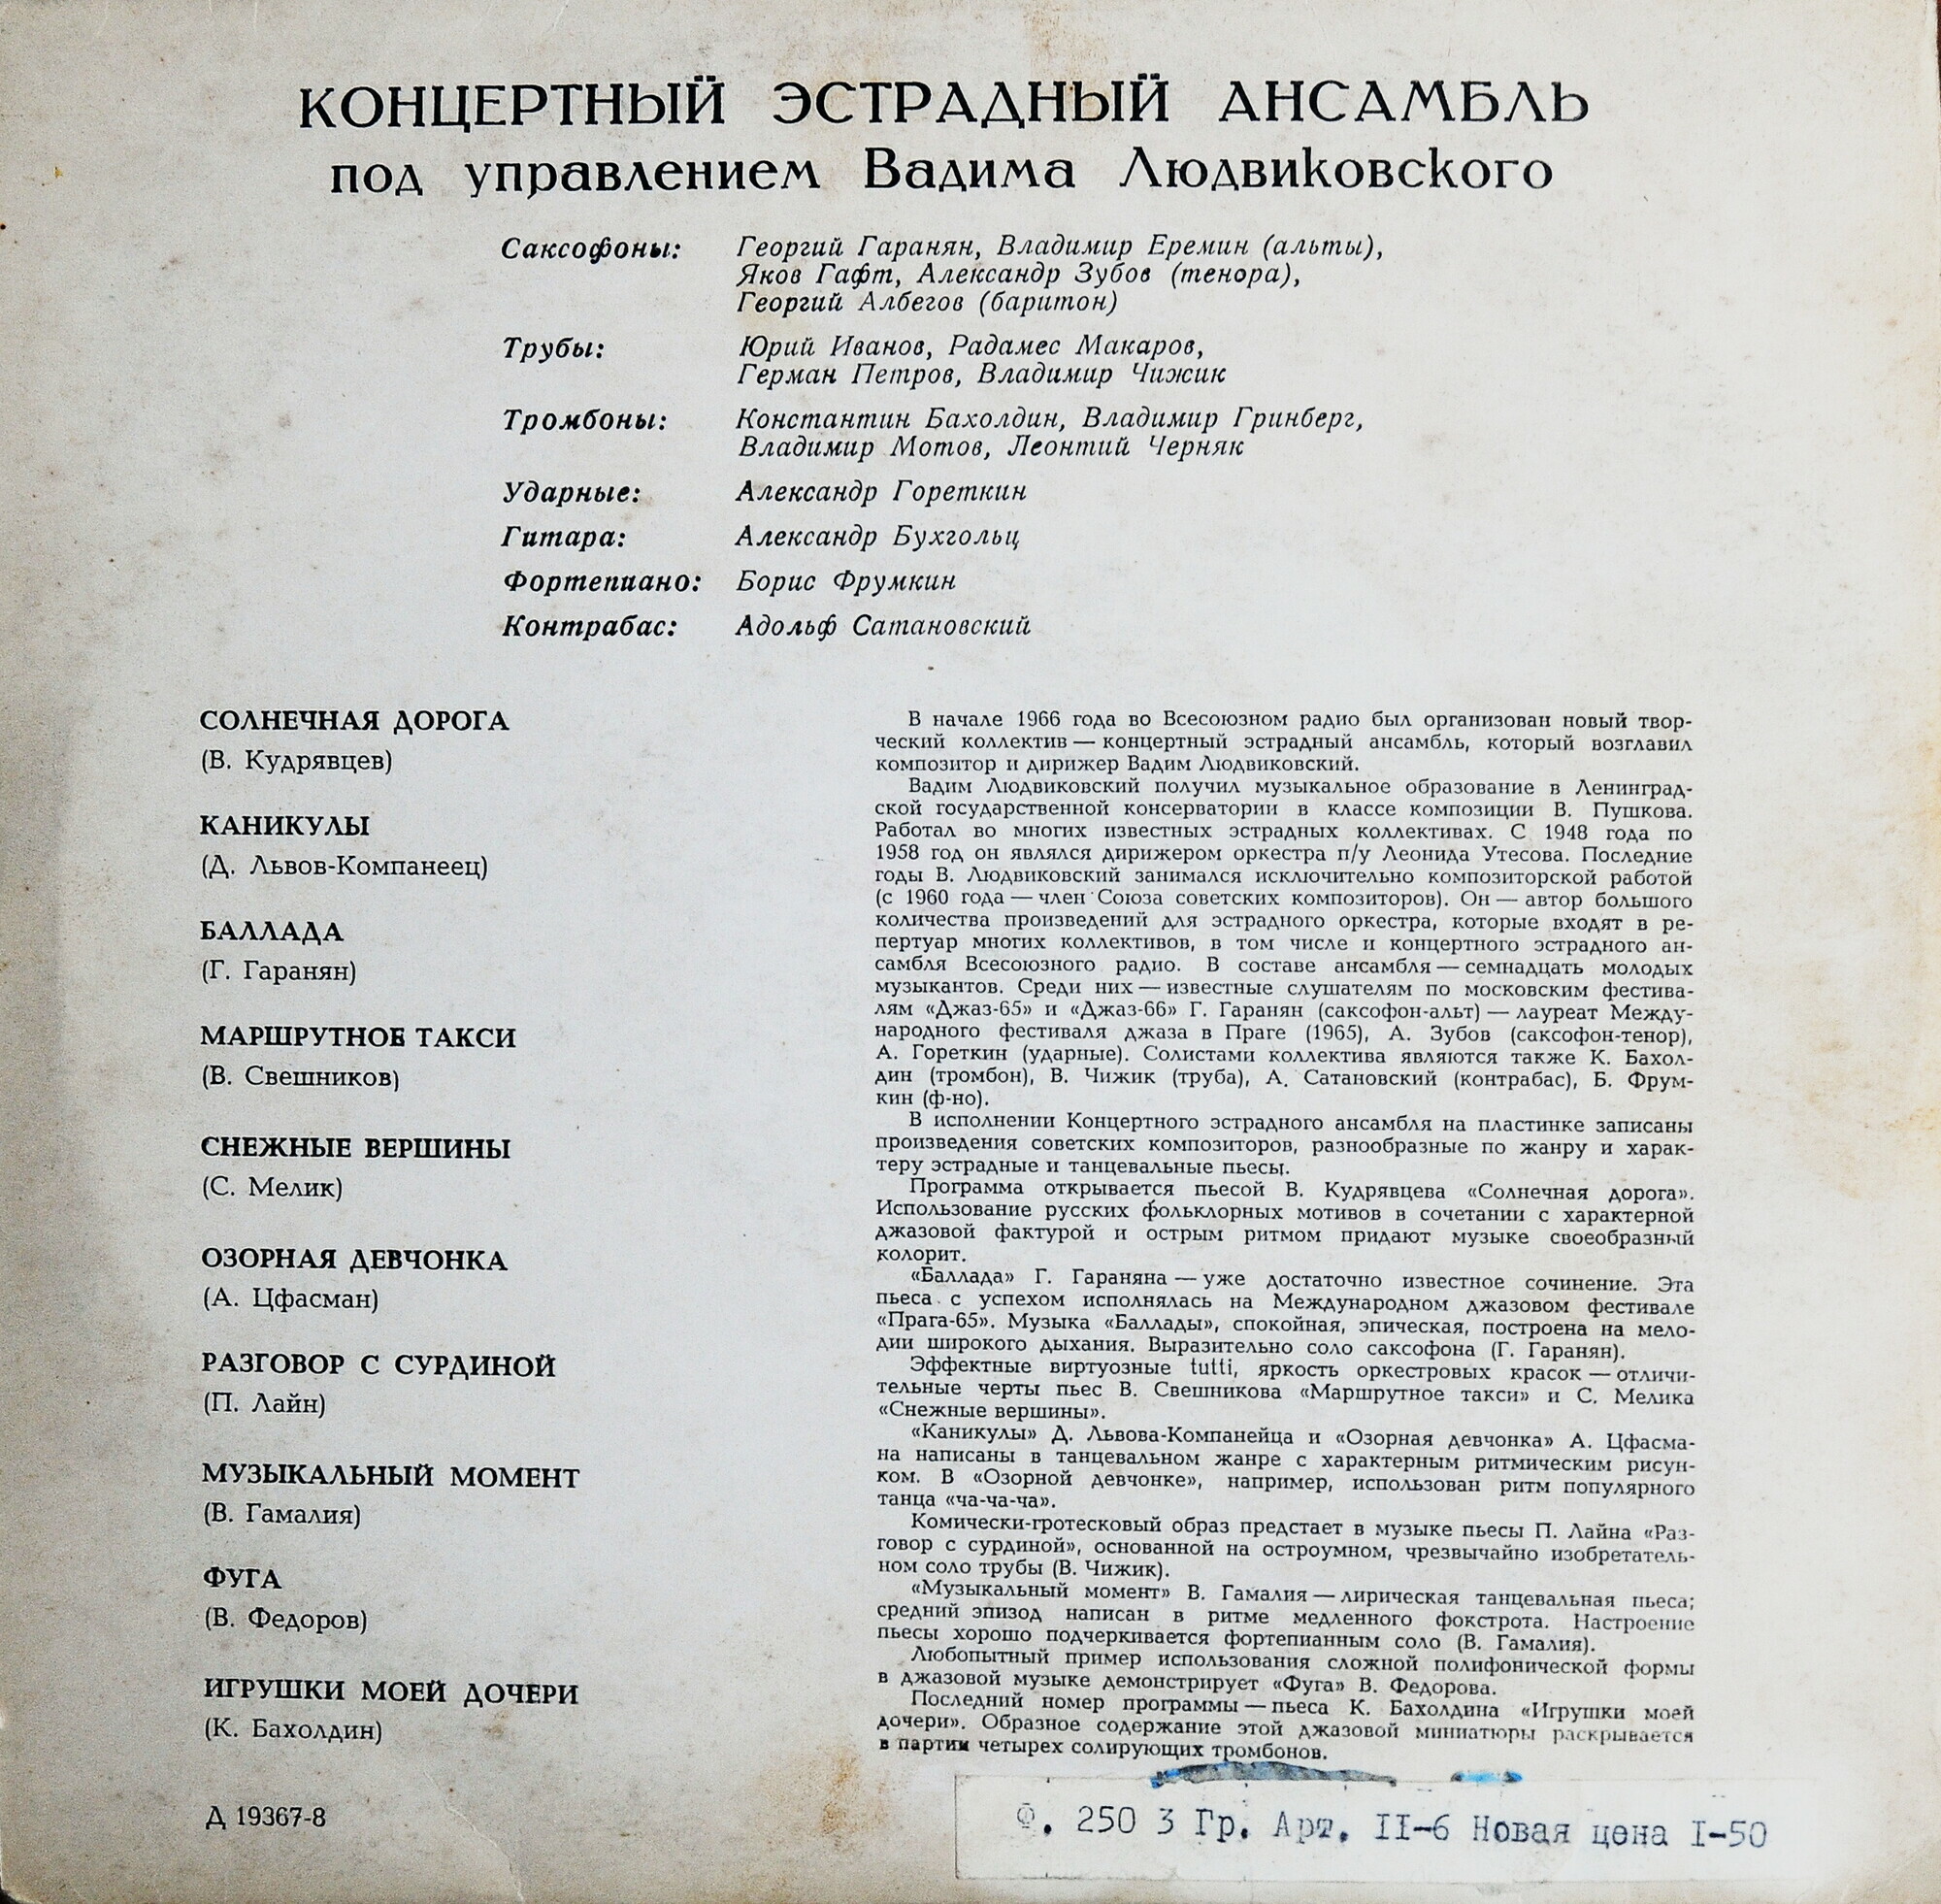 КОНЦЕРТНЫЙ ЭСТРАДНЫЙ АНСАМБЛЬ
под управлением Вадима Людвиковского
Саксофоны: Георгий Гаранян, Владимир Еремин (альты),
Яков Гафт, Александр Зубов (тенора),
Георгий Албегов (баритон)
Трубы: Юрий Иванов, Радамес Макаров,
Герман Петров, Владимир Чижик
Тромбоны: Константин Бахолдин, Владимир Гринберг,
Владимир Мотов, Леонтий Черняк
Ударные: Александр Гореткин
Гитара: Александр Бухгольц
Фортепиано: Борис Фрумкин
Контрабас: Адольф Сатановский
СОЛНЕЧНАЯ ДОРОГА
(В. Кудрявцев)
КАНИКУЛЫ
(Д. Львов-Компанеец)
БАЛЛАДА
(Г. Гаранян)
МАРШРУТНОЕ ТАКСИ
(В. Свешников)
СНЕЖНЫЕ ВЕРШИНЫ
(С. Мелик)
ОЗОРНАЯ ДЕВЧОНКА
(А. Цфасман)
РАЗГОВОР С СУРДИНОЙ
(П. Лайн)
МУЗЫКАЛЬНЫЙ МОМЕНТ
(В. Гамалия)
ФУГА
(В. Федоров)
ИГРУШКИ МОЕЙ ДОЧЕРИ
(К. Бахолдин)
Д 19367-8
В начале 1966 года во Всесоюзном радио был организован новый твор-
ческий коллектив — концертный эстрадный ансамбль, который возглавил
композитор и дирижер Вадим Людвиковский.
Вадим Людвиковский получил музыкальное образование в Ленинград-
ской государственной консерватории в классе композиции В. Пушкова.
Работал во многих известных эстрадных коллективах. С 1948 года по
1958 год он являлся дирижером оркестра п/у Леонида Утесова. Последние
годы В. Людвиковский занимался исключительно композиторской работой
(с 1960 года — член Союза советских композиторов). Он — автор большого
количества произведений для эстрадного оркестра, которые входят в ре-
пертуар многих коллективов, в том числе и концертного эстрадного ан-
самбля Всесоюзного радио. В составе ансамбля — семнадцать молодых
музыкантов. Среди них — известные слушателям по московским фестива-
лям «Джаз-65» и «Джаз-66» Г. Гаранян (саксофон-альт) — лауреат Между-
народного фестиваля джаза в Праге (1965), А. Зубов (саксофон-тенор),
А. Гореткин (ударные). Солистами коллектива являются также К. Бахол-
дин (тромбон), В. Чижик (труба), А. Сатановский (контрабас), Б. Фрум-
кин (ф-но).
В исполнении Концертного эстрадного ансамбля на пластинке записаны
произведения советских композиторов, разнообразные по жанру и харак-
теру эстрадные и танцевальные пьесы.
Программа открывается пьесой В. Кудрявцева «Солнечная дорога».
Использование русских фольклорных мотивов в сочетании с характерной
джазовой фактурой и острым ритмом придают музыке своеобразный
колорит.
«Баллада» Г. Гараняна — уже достаточно известное сочинение. Эта
пьеса с успехом исполнялась на Международном джазовом фестивале
«Прага-65». Музыка «Баллады», спокойная, эпическая, построена на мело-
дии широкого дыхания. Выразительно соло саксофона (Г. Гаранян).
Эффектные виртуозные tutti, яркость оркестровых красок — отличи-
тельные черты пьес В. Свешникова «Маршрутное такси» и С. Мелика
«Снежные вершины».
«Каникулы» Д. Львова-Компанейца и «Озорная девчонка» А. Цфасма-
на написаны в танцевальном жанре с характерным ритмическим рисун-
ком. В «Озорной девчонке», например, использован ритм популярного
танца «ча-ча-ча».
Комически-гротесковый образ предстает в музыке пьесы П. Лайна «Раз-
говор с сурдиной», основанной на остроумном, чрезвычайно изобретатель-
ном соло трубы (В. Чижик).
«Музыкальный момент» В. Гамалия — лирическая танцевальная пьеса;
средний эпизод написан в ритме медленного фокстрота. Настроение
пьесы хорошо подчеркивается фортепианным соло (В. Гамалия).
Любопытный пример использования сложной полифонической формы
в джазовой музыке демонстрирует «Фуга» В. Федорова.
Последний номер программы — пьеса К. Бахолдина «Игрушки моей
дочери». Образное содержание этой джазовой миниатюры раскрывается
в партии четырех солирующих тромбонов.
Ф. 250 3 Гр. Арт. II-6 Новая цена I-50